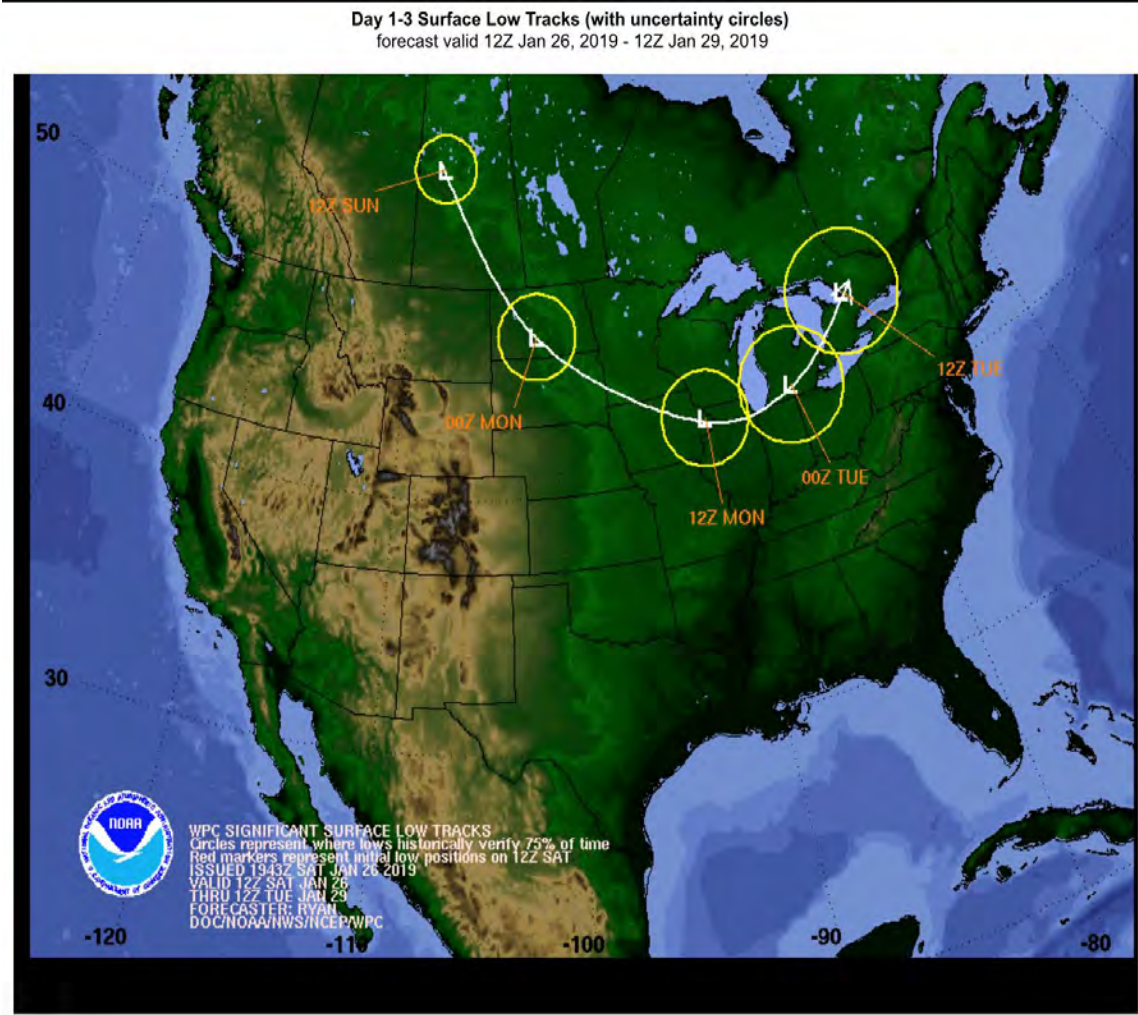 Day 1-3 Surface Low Tracks (with uncertainty circles)
forecast valid 12Z Jan 26, 2019 - 12Z Jan 29, 2019
50
L
12Z SUN
L
L
12Z TUE
40
00Z MON
L
L
00Z TUE
12Z MON
30
NOAA
WPC SIGNIFICANT SURFACE LOW TRACKS
Circles represent where lows historically verify 75% of time
Red markers represent initial low positions on 12Z SAT
ISSUED 1943Z SAT JAN 26 2019
VALID 12Z SAT JAN 26
THRU 12Z TUE JAN 29
FORECASTER: RYAN
DOC/NOAA/NWS/NCEP/WPC
-120
-110
-100
-90
-80